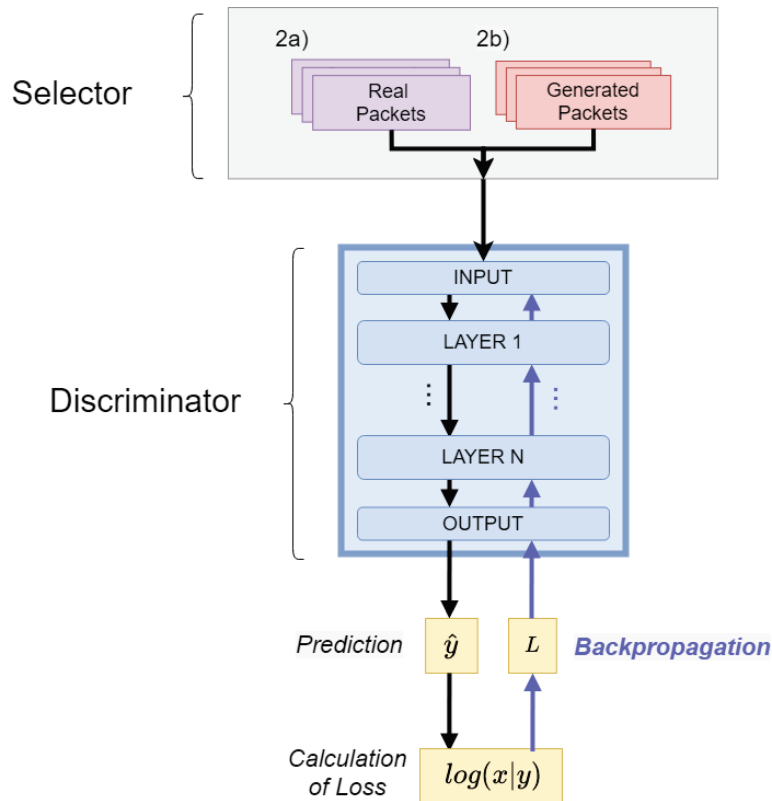 2a)
2b)
Selector
Real
Packets
Generated
Packets
INPUT
LAYER 1
Discriminator
...
...
LAYER N
OUTPUT
Prediction
ŷ
L
Backpropagation
Calculation
of Loss
log(x|y)